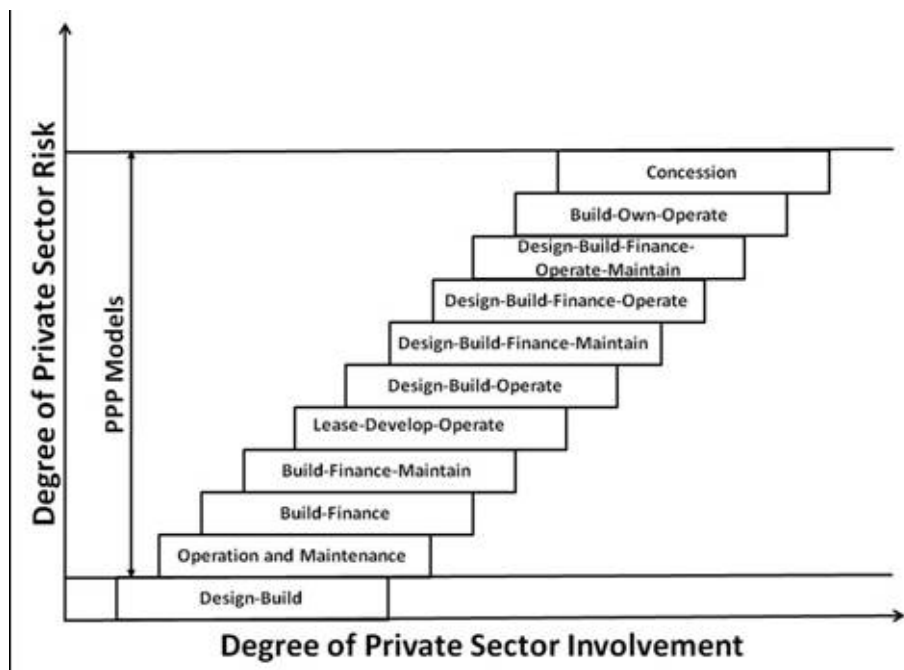 Degree of Private Sector Risk
PPP Models
Concession
Build-Own-Operate
Design-Build-Finance-
Operate-Maintain
Design-Build-Finance-Operate
Design-Build-Finance-Maintain
Design-Build-Operate
Lease-Develop-Operate
Build-Finance-Maintain
Build-Finance
Operation and Maintenance
Design-Build
Degree of Private Sector Involvement